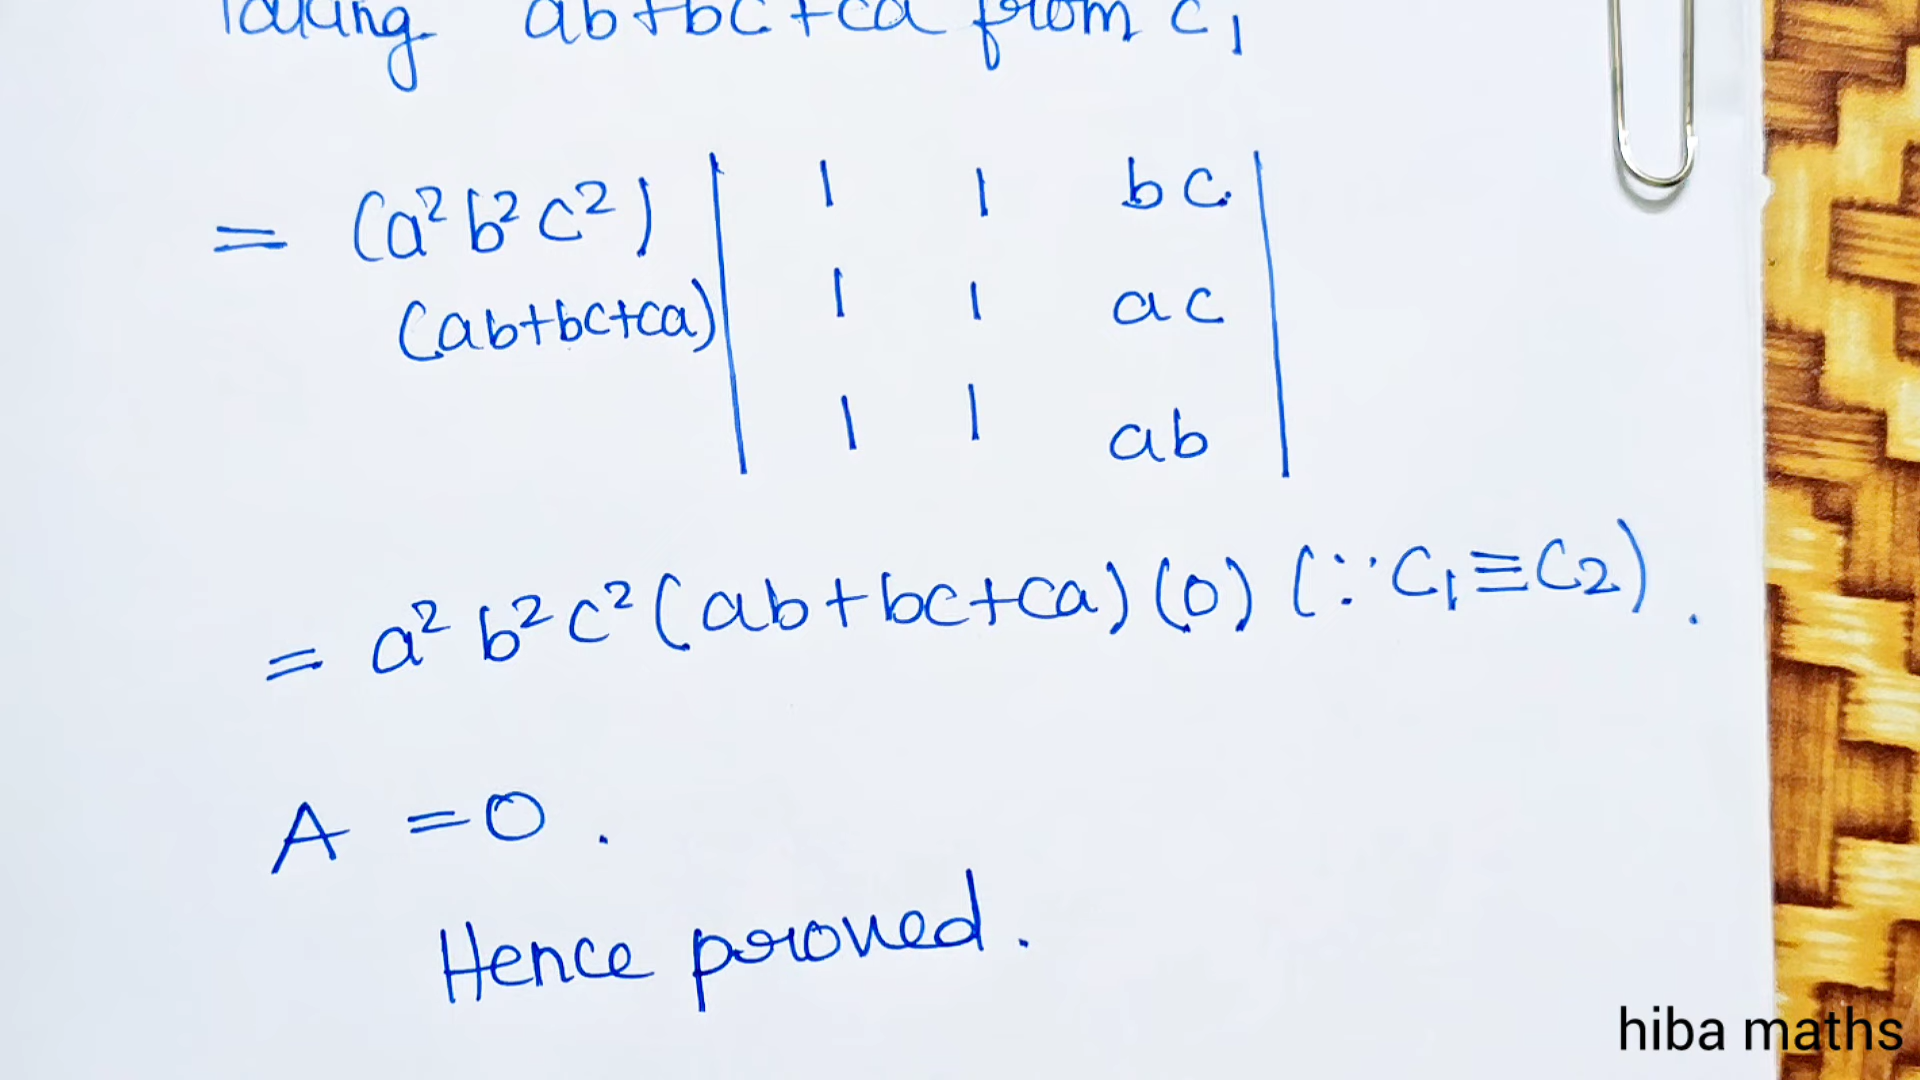 Taking ab+bc+ca from C₁
= (a²b²c²) | 1 1 bc |
(ab+bc+ca) | 1 1 ac |
| 1 1 ab |
= a²b²c²(ab+bc+ca)(0) (∵C₁≡C₂).
A =0.
Hence proved.
hiba maths